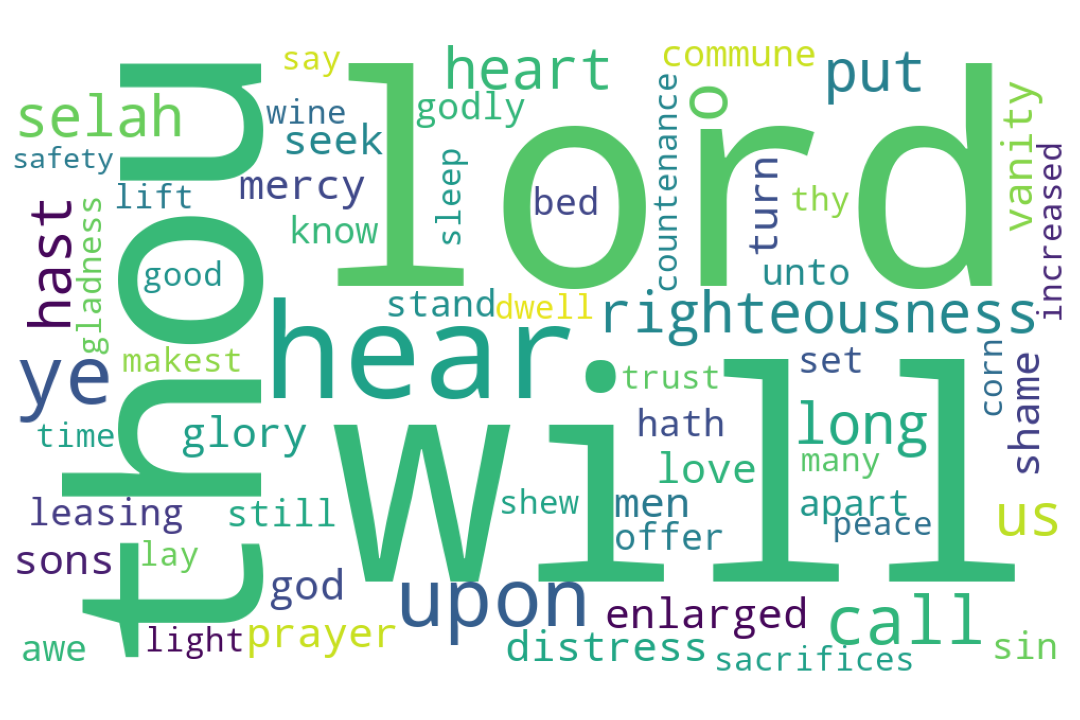 say
heart
commune
put
selah
thou
lord
o
wine
godly
countenance
vanity
safety
seek
sleep
turn
increased
lift
mercy
bed
thy
hast
gladness
know
good
unto
stand
dwell
righteousness
hear
ye
makest
trust
set
corn
shame
time
glory
will
hath
long
love
many
leasing
still
shew
men
apart
us
sons
lay
offer
peace
god
upon
enlarged
call
awe
light
prayer
distress
sacrifices
sin